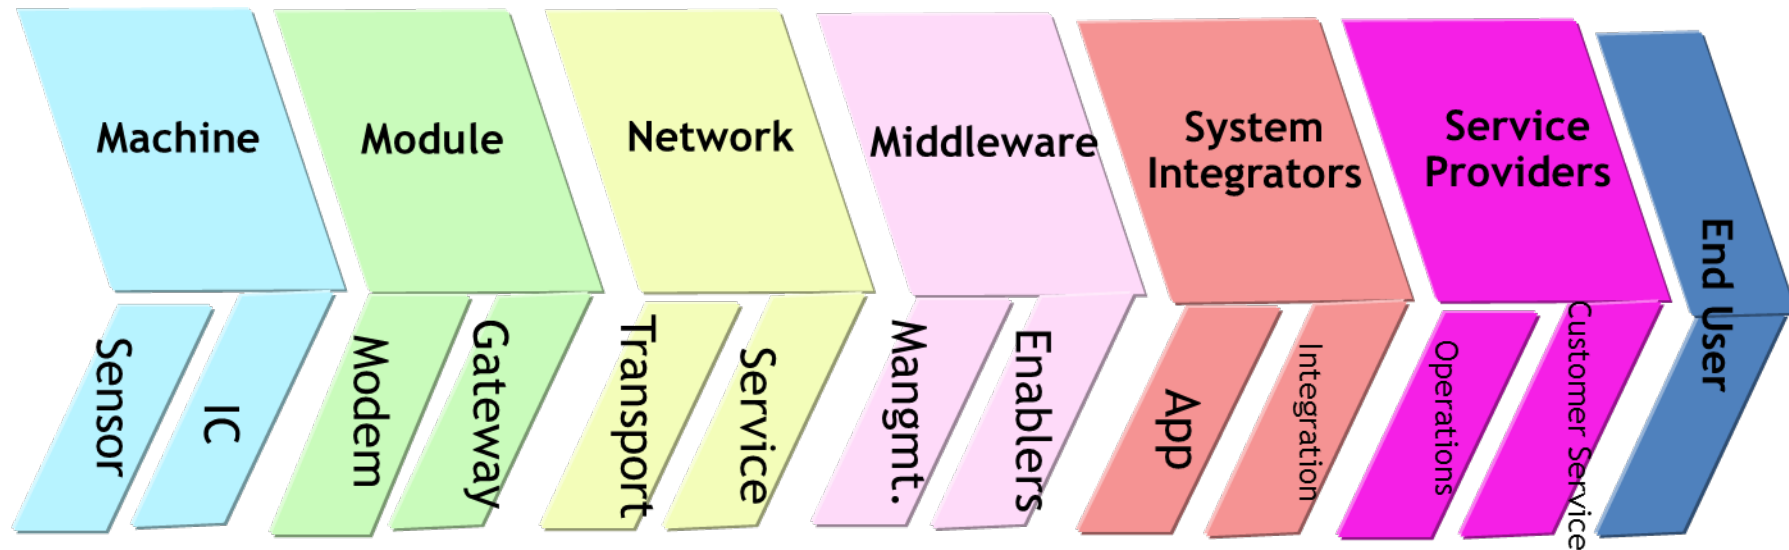 Machine
Module
Network
Middleware
System
Integrators
Service
Providers
End User
Sensor
IC
Modem
Gateway
Transport
Service
Mangmt.
Enablers
App
Integration
Operations
Customer Service